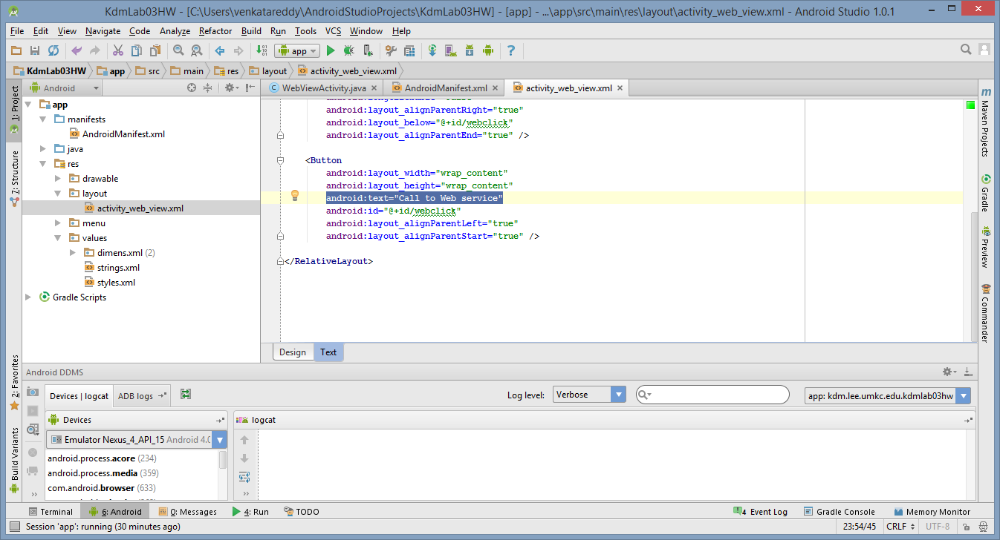 KdmLab03HW - [C:\Users\venkatareddy\AndroidStudioProjects\KdmLab03HW] - [app] - ...\app\src\main\res\layout\activity_web_view.xml - Android Studio 1.0.1
File Edit View Navigate Code Analyze Refactor Build Run Tools VCS Window Help
app
KdmLab03HW app src main res layout activity_web_view.xml
1: Project
7: Structure
2: Favorites
Build Variants
Android
app
manifests
AndroidManifest.xml
java
res
drawable
layout
activity_web_view.xml
menu
values
dimens.xml (2)
strings.xml
styles.xml
Gradle Scripts
WebViewActivity.java AndroidManifest.xml activity_web_view.xml
android:layout_alignParentRight="true"
android:layout_below="@+id/webclick"
android:layout_alignParentEnd="true" />
<Button
android:layout_width="wrap_content"
android:layout_height="wrap_content"
android:text="Call to Web service"
android:id="@+id/webclick"
android:layout_alignParentLeft="true"
android:layout_alignParentStart="true" />
</RelativeLayout>
Design Text
Maven Projects
Gradle
Preview
Commander
Android DDMS
Devices | logcat ADB logs Log level: Verbose app: kdm.lee.umkc.edu.kdmlab03hw
Devices logcat
Emulator Nexus_4_API_15 Android 4.0
android.process.acore (234)
android.process.media (359)
com.android.browser (633)
Terminal 6: Android 0: Messages 4: Run TODO 4 Event Log Gradle Console Memory Monitor
Session 'app': running (30 minutes ago) 23:54/45 CRLF UTF-8